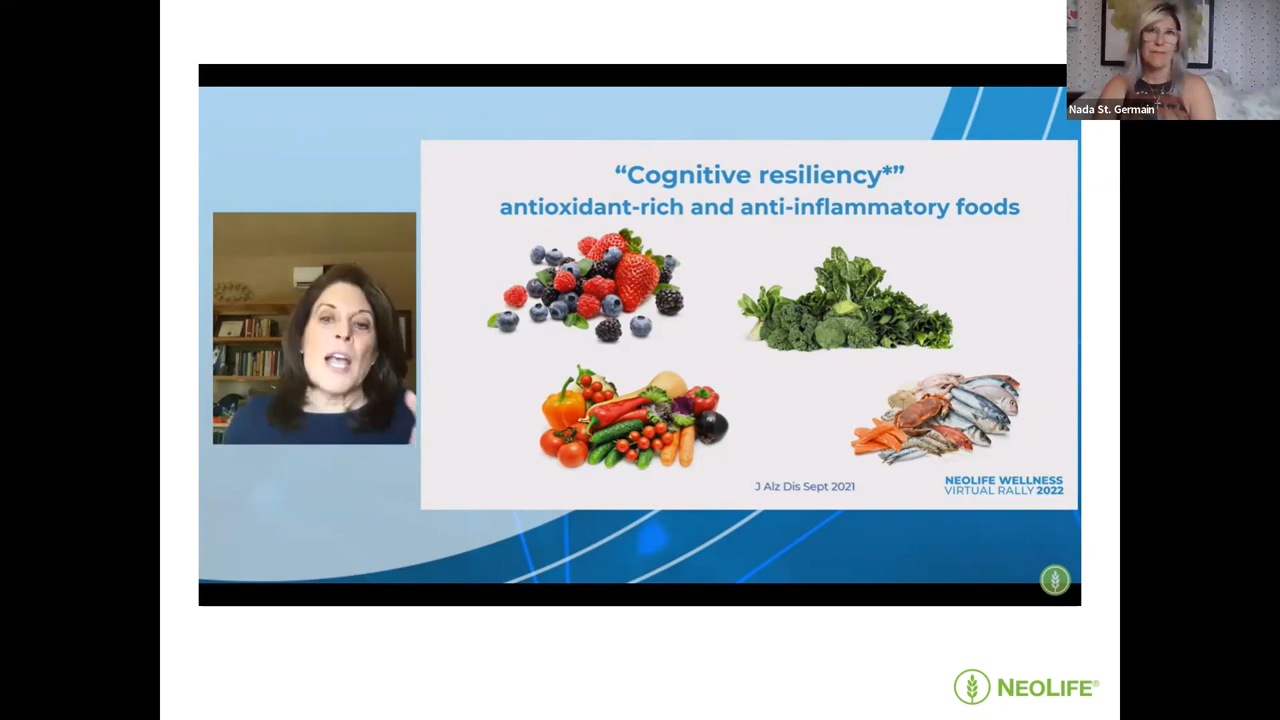 Nada St. Germain
“Cognitive resiliency*”
antioxidant-rich and anti-inflammatory foods
J Alz Dis Sept 2021
NEOLIFE WELLNESS
VIRTUAL RALLY 2022
NEOLIFE®